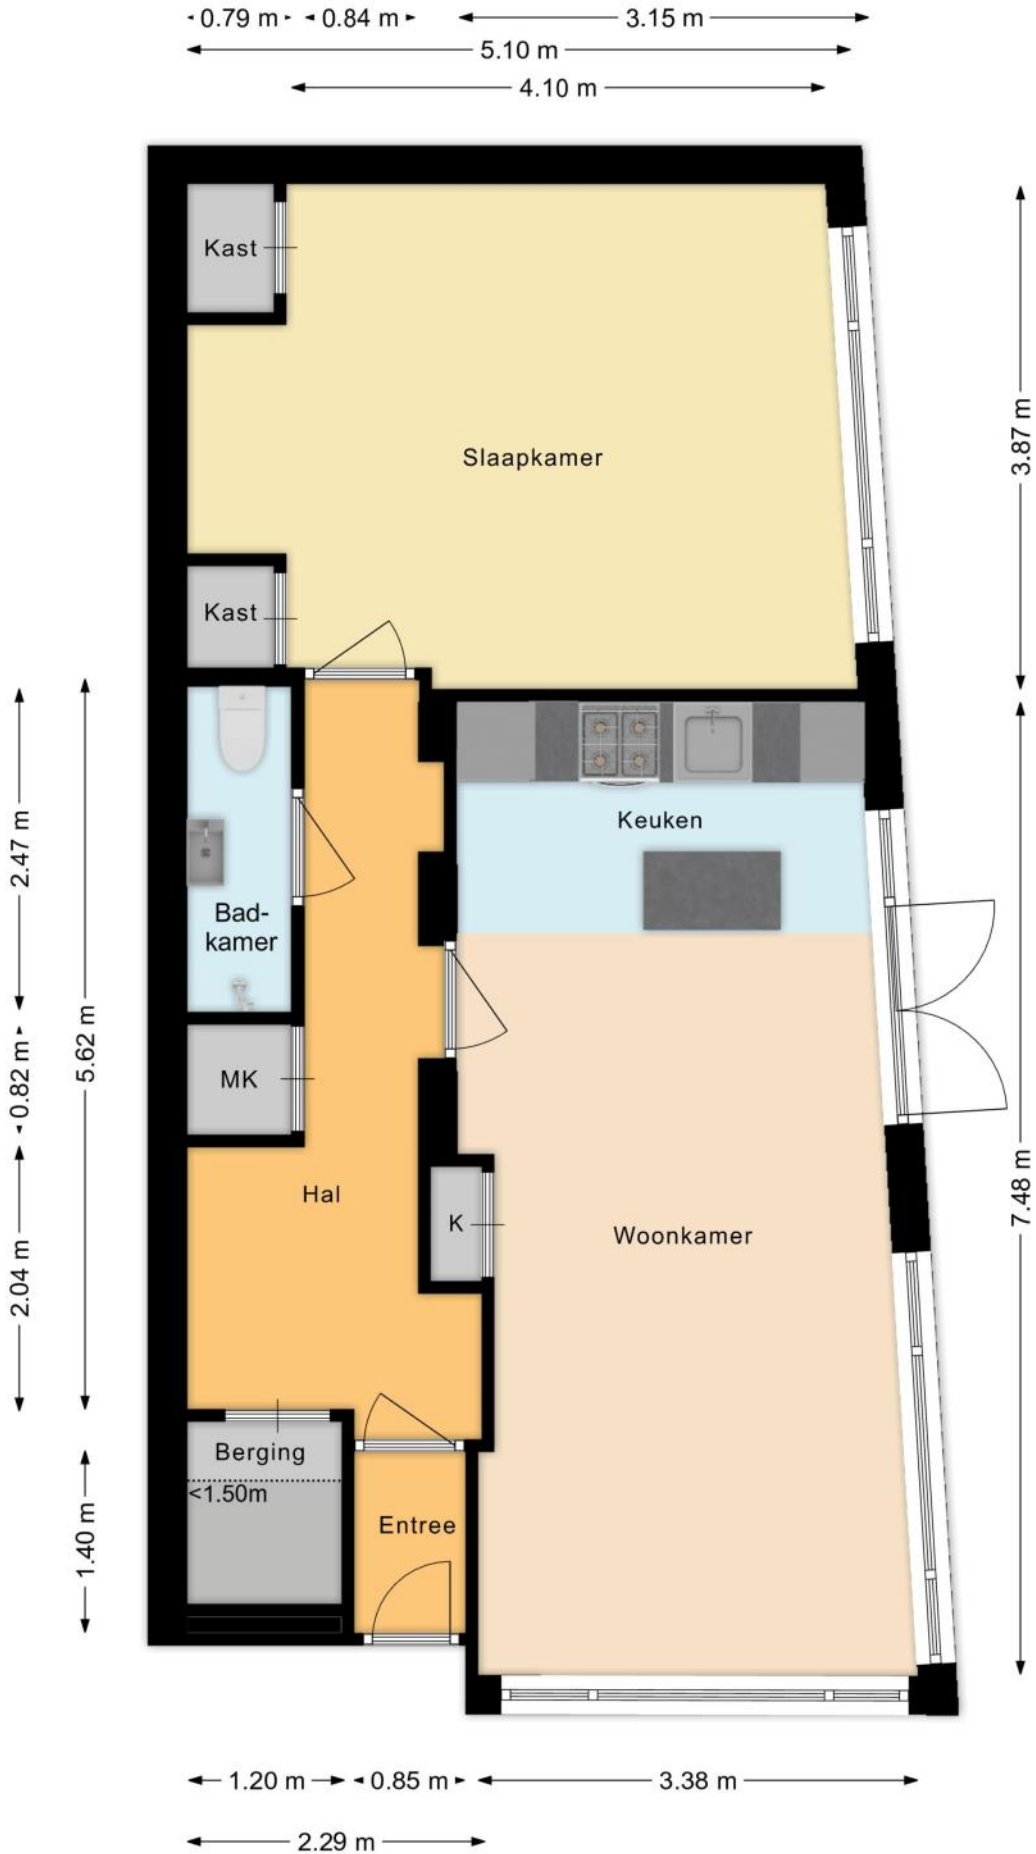 0.79 m
0.84 m
3.15 m
5.10 m
4.10 m
Kast
3.87 m
Slaapkamer
Kast
Keuken
2.47 m
Bad-
kamer
5.62 m
0.82 m
MK
7.48 m
Hal
K
Woonkamer
2.04 m
Berging
<1.50m
1.40 m
Entree
1.20 m
0.85 m
3.38 m
2.29 m